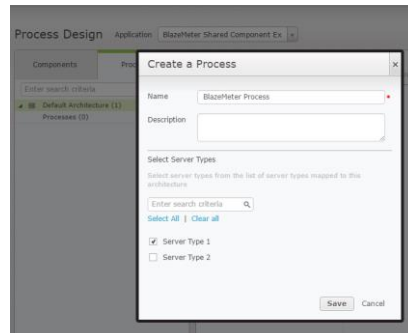 Process Design Application BlazeMeter Shared Component Ex
Components Proc
Enter search criteria
Default Architecture (1)
Processes (0)
Create a Process ×
Name BlazeMeter Process *
Description
Select Server Types
Select server types from the list of server types mapped to this
architecture
Enter search criteria
Select All | Clear all
Server Type 1
Server Type 2
Save Cancel